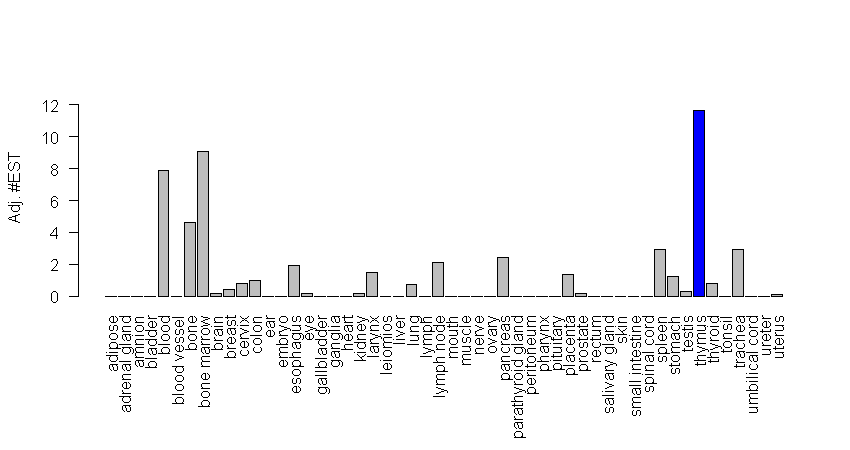 Adj. #EST
12
10
8
6
4
2
0
adipose
adrenal gland
amnion
bladder
blood
blood vessel
bone
bone marrow
brain
breast
cervix
colon
ear
embryo
esophagus
eye
gallbladder
ganglia
heart
kidney
larynx
leiomios
liver
lung
lymph
lymph node
mouth
muscle
nerve
ovary
pancreas
parathyroid gland
peritoneum
pharynx
pituitary
placenta
prostate
rectum
salivary gland
skin
small intestine
spinal cord
spleen
stomach
testis
thymus
thyroid
tonsil
trachea
umbilical cord
ureter
uterus